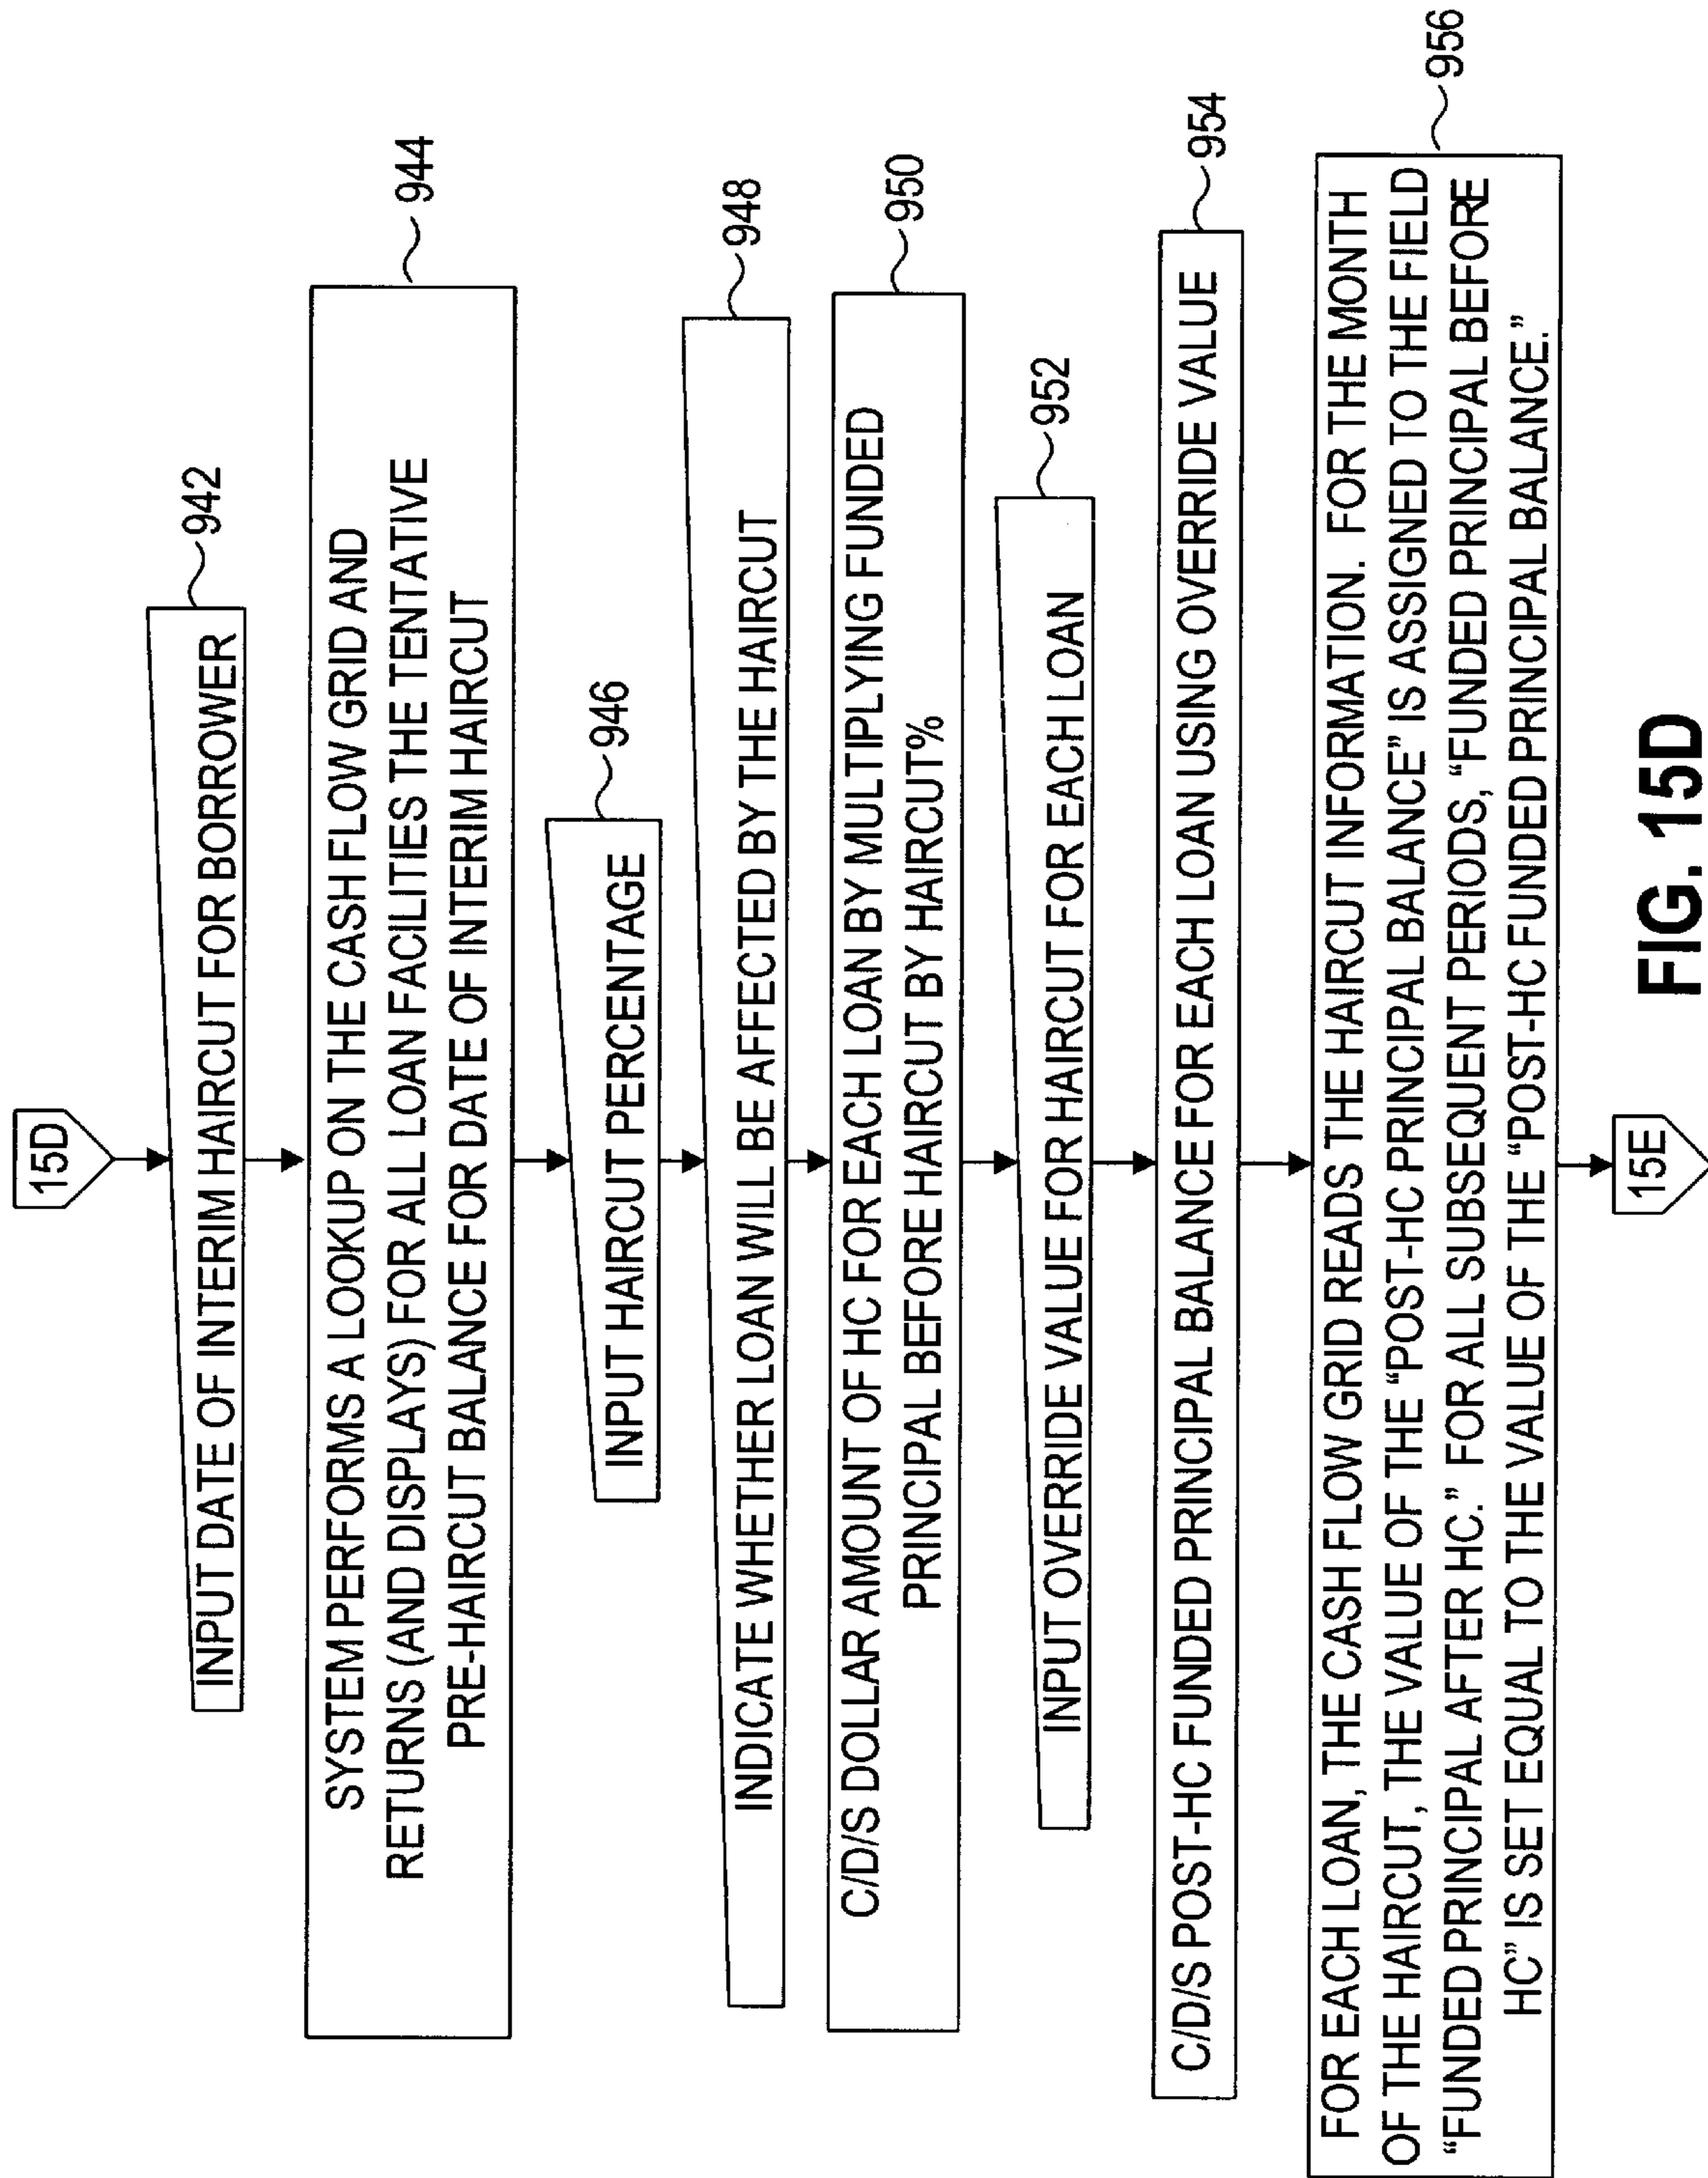 15D
INPUT DATE OF INTERIM HAIRCUT FOR BORROWER
942
SYSTEM PERFORMS A LOOKUP ON THE CASH FLOW GRID AND
RETURNS (AND DISPLAYS) FOR ALL LOAN FACILITIES THE TENTATIVE
PRE-HAIRCUT BALANCE FOR DATE OF INTERIM HAIRCUT
944
INPUT HAIRCUT PERCENTAGE
946
INDICATE WHETHER LOAN WILL BE AFFECTED BY THE HAIRCUT
948
C/D/S DOLLAR AMOUNT OF HC FOR EACH LOAN BY MULTIPLYING FUNDED
PRINCIPAL BEFORE HAIRCUT BY HAIRCUT%
950
INPUT OVERRIDE VALUE FOR HAIRCUT FOR EACH LOAN
952
C/D/S POST-HC FUNDED PRINCIPAL BALANCE FOR EACH LOAN USING OVERRIDE VALUE
954
FOR EACH LOAN, THE CASH FLOW GRID READS THE HAIRCUT INFORMATION. FOR THE MONTH
OF THE HAIRCUT, THE VALUE OF THE “POST-HC PRINCIPAL BALANCE” IS ASSIGNED TO THE FIELD
“FUNDED PRINCIPAL AFTER HC.” FOR ALL SUBSEQUENT PERIODS, “FUNDED PRINCIPAL BEFORE
HC” IS SET EQUAL TO THE VALUE OF THE “POST-HC FUNDED PRINCIPAL BALANCE.”
956
15E
FIG. 15D